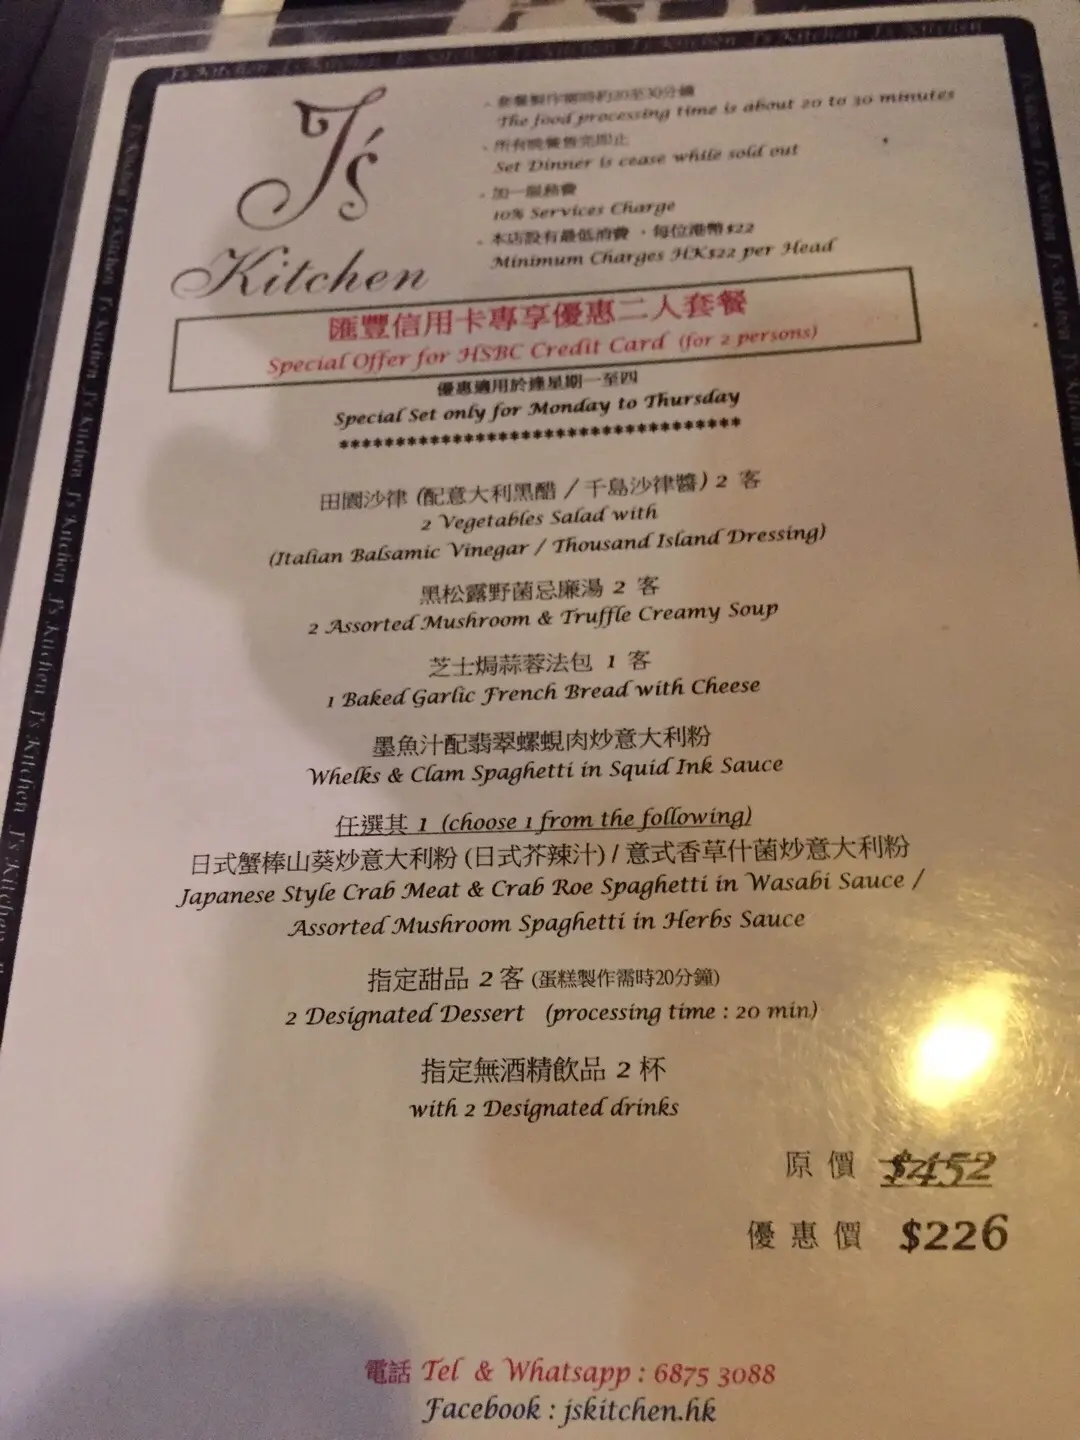 J's Kitchen
- 套餐製作需時約20至30分鐘
The food processing time is about 20 to 30 minutes
- 所有晚餐售完即止
Set Dinner is cease while sold out
- 加一服務費
10% Services Charge
- 本店設有最低消費，每位港幣$22
Minimum Charges HK$22 per Head
匯豐信用卡專享優惠二人套餐
Special Offer for HSBC Credit Card (for 2 persons)
優惠適用於逢星期一至四
Special Set only for Monday to Thursday
***********************************
田園沙律 (配意大利黑醋 / 千島沙律醬) 2 客
2 Vegetables Salad with
(Italian Balsamic Vinegar / Thousand Island Dressing)
黑松露野菌忌廉湯 2 客
2 Assorted Mushroom & Truffle Creamy Soup
芝士焗蒜蓉法包 1 客
1 Baked Garlic French Bread with Cheese
墨魚汁配翡翠螺蜆肉炒意大利粉
Whelks & Clam Spaghetti in Squid Ink Sauce
任選其 1 (choose 1 from the following)
日式蟹棒山葵炒意大利粉 (日式芥辣汁) / 意式香草什菌炒意大利粉
Japanese Style Crab Meat & Crab Roe Spaghetti in Wasabi Sauce /
Assorted Mushroom Spaghetti in Herbs Sauce
指定甜品 2 客 (蛋糕製作需時20分鐘)
2 Designated Dessert (processing time : 20 min)
指定無酒精飲品 2 杯
with 2 Designated drinks
原 價 $452
優 惠 價 $226
電話 Tel & Whatsapp : 6875 3088
Facebook : jskitchen.hk